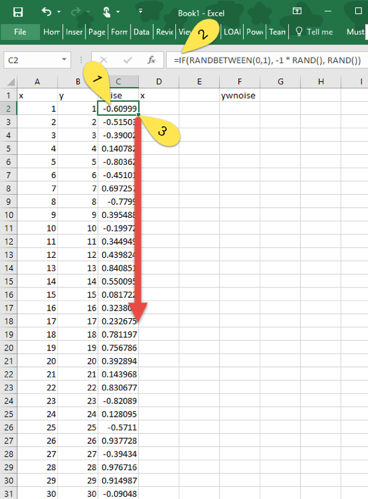 Book1 - Excel
File Hom Inser Page Form Data Revie View LOAI Powe Team Tell me Must
C2 fx =IF(RANDBETWEEN(0,1), -1 * RAND(), RAND())
A B C D E F G H I
1 x y x ywnoise
2 1 1 -0.60999
3 2 2 -0.51503
4 3 3 -0.39002
5 4 4 0.140782
6 5 5 -0.80362
7 6 6 -0.45101
8 7 7 0.697257
9 8 8 -0.7799
10 9 9 0.395488
11 10 10 -0.19972
12 11 11 0.344949
13 12 12 0.439824
14 13 13 0.840851
15 14 14 0.550095
16 15 15 0.081722
17 16 16
18 17 17 0.232675
19 18 18 0.781197
20 19 19 0.756786
21 20 20 0.392894
22 21 21 0.143968
23 22 22 0.830677
24 23 23 -0.82089
25 24 24 0.128095
26 25 25 -0.5711
27 26 26 0.937728
28 27 27 -0.39434
29 28 28 0.976716
30 29 29 0.914987
31 30 30 -0.09048
1
2
3